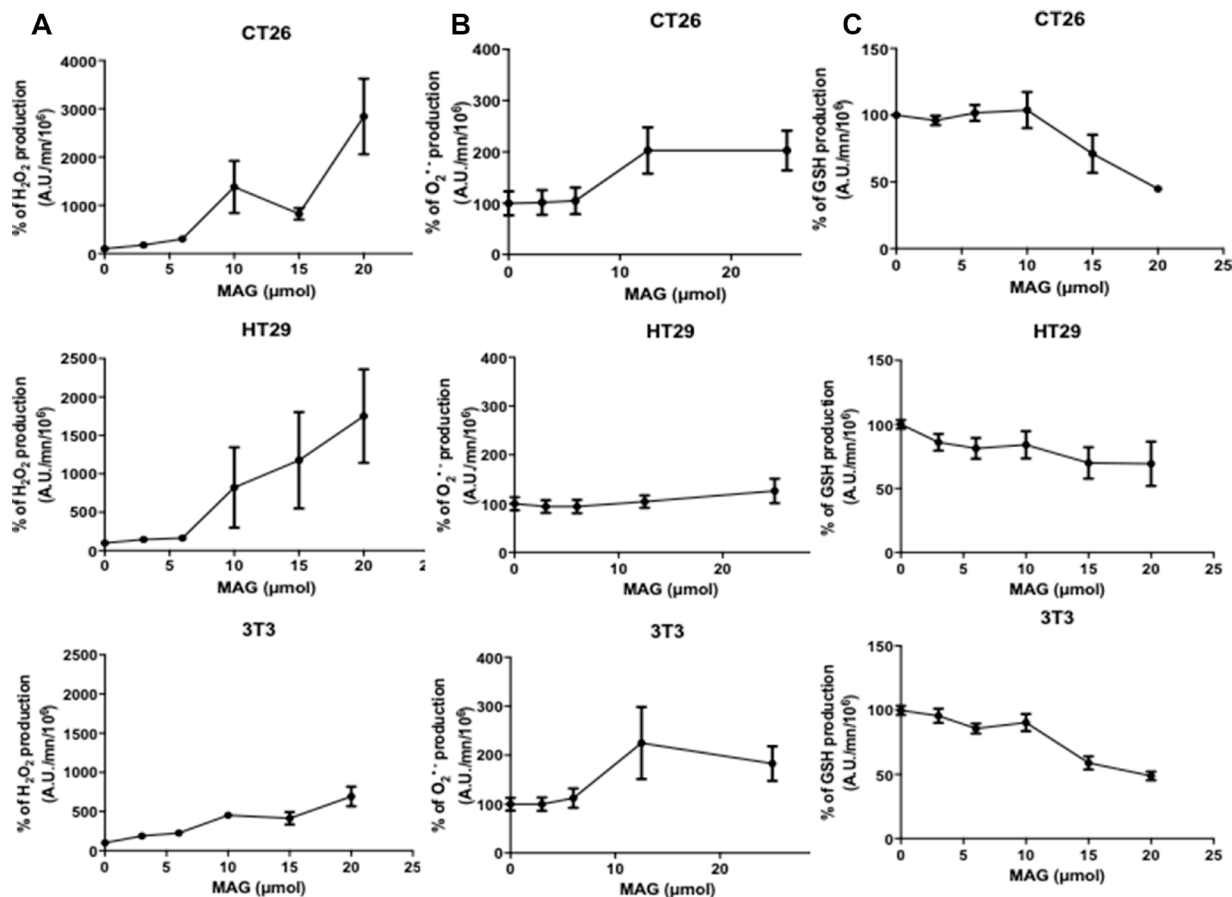 A
CT26
% of H₂O₂ production
(A.U./mn/10⁶)
4000
3000
2000
1000
0
0 5 10 15 20
MAG (µmol)
HT29
% of H₂O₂ production
(A.U./mn/10⁶)
2500
2000
1500
1000
500
0
0 5 10 15 20
MAG (µmol)
3T3
% of H₂O₂ production
(A.U./mn/10⁶)
2500
2000
1500
1000
500
0
0 5 10 15 20 25
MAG (µmol)
B
CT26
% of O₂•- production
(A.U./mn/10⁶)
400
300
200
100
0
0 10 20
MAG (µmol)
HT29
% of O₂•- production
(A.U./mn/10⁶)
400
300
200
100
0
0 10 20
MAG (µmol)
3T3
% of O₂•- production
(A.U./mn/10⁶)
400
300
200
100
0
0 10 20
MAG (µmol)
C
CT26
% of GSH production
(A.U./mn/10⁶)
150
100
50
0
0 5 10 15 20 25
MAG (µmol)
HT29
% of GSH production
(A.U./mn/10⁶)
150
100
50
0
0 5 10 15 20 25
MAG (µmol)
3T3
% of GSH production
(A.U./mn/10⁶)
150
100
50
0
0 5 10 15 20 25
MAG (µmol)